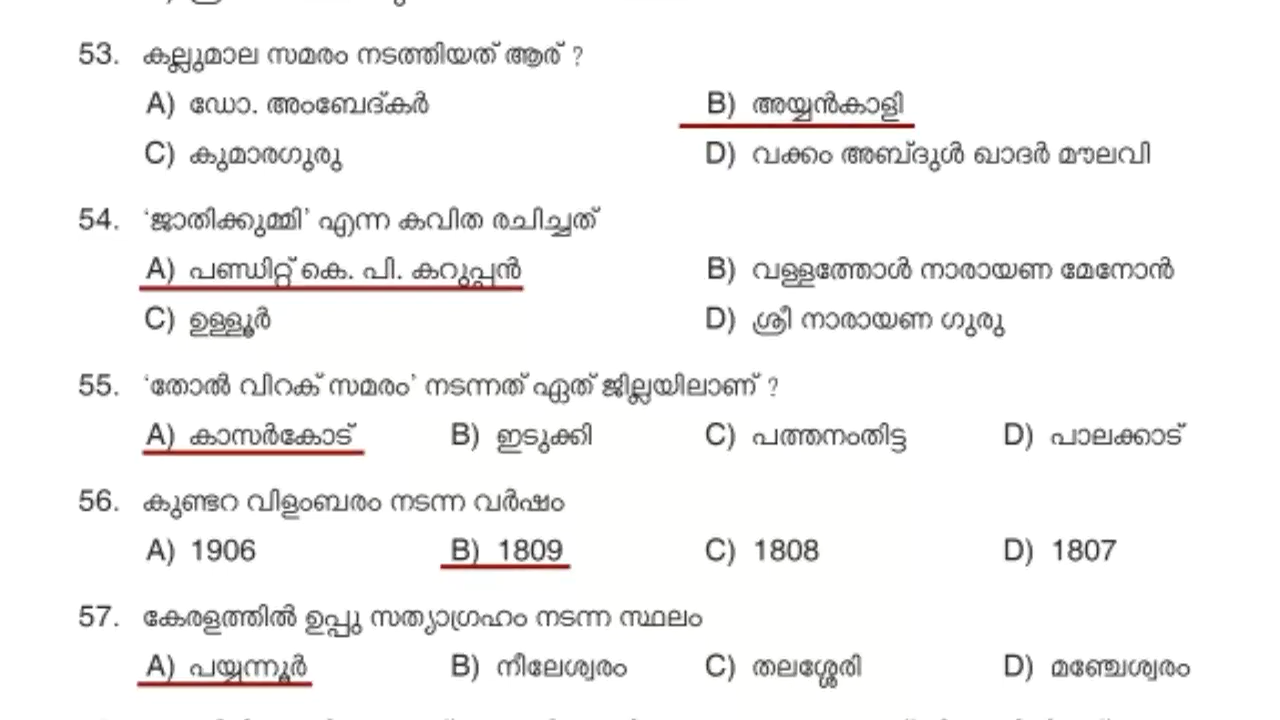 53. കല്ലുമാല സമരം നടത്തിയത് ആര് ?
A) ഡോ. അംബേദ്കർ B) അയ്യൻകാളി
C) കുമാരഗുരു D) വക്കം അബ്ദുൾ ഖാദർ മൗലവി
54. ‘ജാതിക്കുമ്മി’ എന്ന കവിത രചിച്ചത്
A) പണ്ഡിറ്റ് കെ. പി. കറുപ്പൻ B) വള്ളത്തോൾ നാരായണ മേനോൻ
C) ഉള്ളൂർ D) ശ്രീ നാരായണ ഗുരു
55. ‘തോൽ വിറക് സമരം’ നടന്നത് ഏത് ജില്ലയിലാണ് ?
A) കാസർകോട് B) ഇടുക്കി C) പത്തനംതിട്ട D) പാലക്കാട്
56. കുണ്ടറ വിളംബരം നടന്ന വർഷം
A) 1906 B) 1809 C) 1808 D) 1807
57. കേരളത്തിൽ ഉപ്പു സത്യാഗ്രഹം നടന്ന സ്ഥലം
A) പയ്യന്നൂർ B) നീലേശ്വരം C) തലശ്ശേരി D) മഞ്ചേശ്വരം